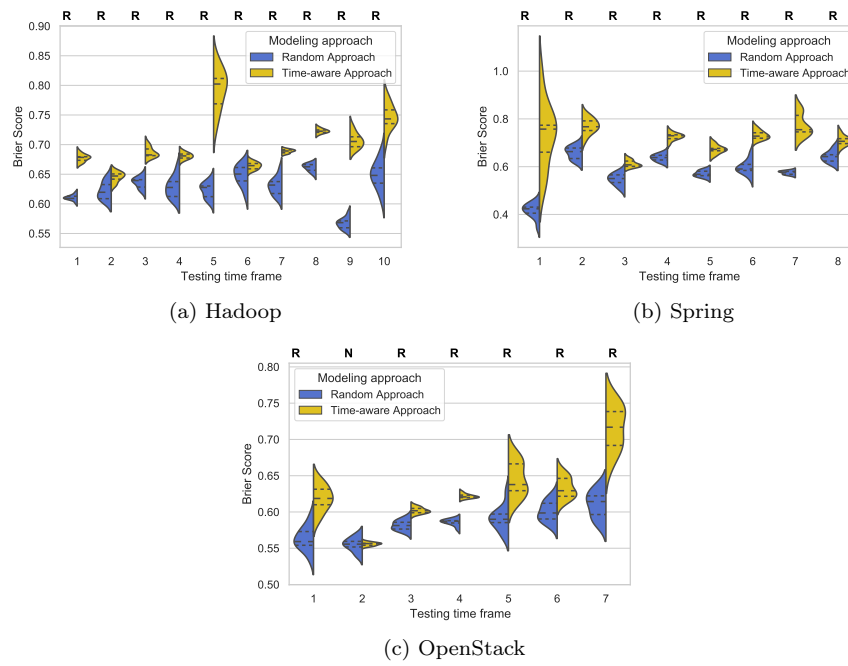 R R R R R R R R R R
0.90
0.85
0.80
0.75
0.70
0.65
0.60
0.55
Brier Score
Modeling approach
Random Approach
Time-aware Approach
1 2 3 4 5 6 7 8 9 10
Testing time frame
(a) Hadoop
R R R R R R R R
1.0
0.8
0.6
0.4
Brier Score
Modeling approach
Random Approach
Time-aware Approach
1 2 3 4 5 6 7 8
Testing time frame
(b) Spring
R N R R R R R
0.80
0.75
0.70
0.65
0.60
0.55
0.50
Brier Score
Modeling approach
Random Approach
Time-aware Approach
1 2 3 4 5 6 7
Testing time frame
(c) OpenStack